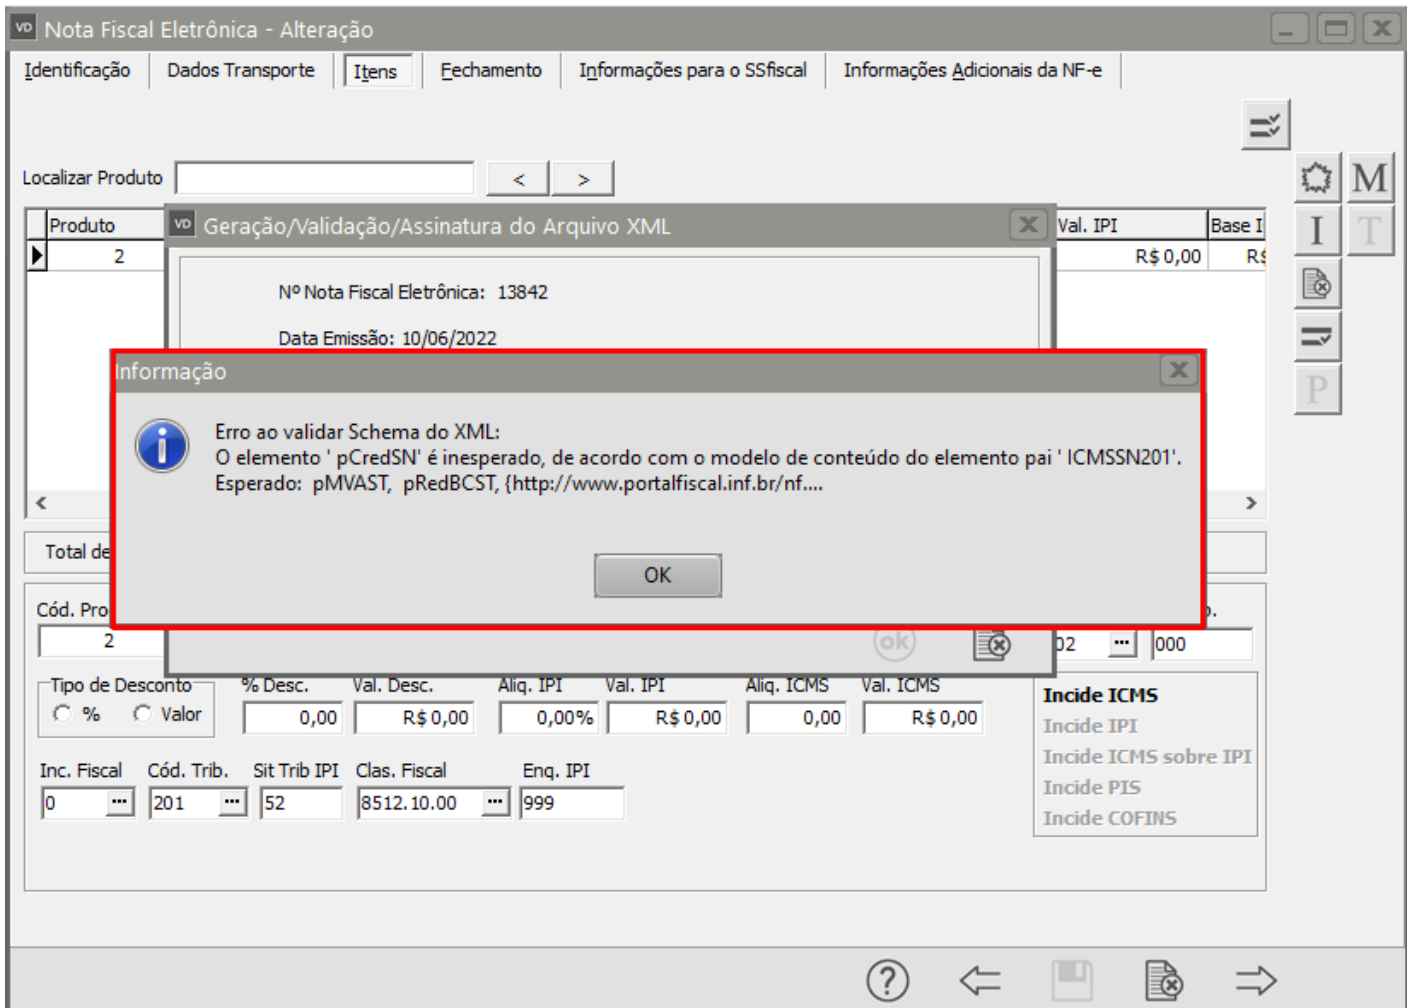 VD Nota Fiscal Eletrônica - Alteração
Identificação Dados Transporte Itens Fechamento Informações para o SSfiscal Informações Adicionais da NF-e
Localizar Produto < >
M
Produto Val. IPI Base I
I T
2 R$ 0,00 R$
VD Geração/Validação/Assinatura do Arquivo XML
Nº Nota Fiscal Eletrônica: 13842
Data Emissão: 10/06/2022
P
Informação
Erro ao validar Schema do XML:
O elemento ' pCredSN' é inesperado, de acordo com o modelo de conteúdo do elemento pai ' ICMSSN201'.
Esperado: pMVAST, pRedBCST, {http://www.portalfiscal.inf.br/nf....
OK
Total de
Cód. Pro
2 ok 02 ... 000
Tipo de Desconto % Desc. Val. Desc. Aliq. IPI Val. IPI Aliq. ICMS Val. ICMS
% Valor 0,00 R$ 0,00 0,00% R$ 0,00 0,00 R$ 0,00
Incide ICMS
Incide IPI
Incide ICMS sobre IPI
Incide PIS
Incide COFINS
Inc. Fiscal Cód. Trib. Sit Trib IPI Clas. Fiscal Enq. IPI
0 ... 201 ... 52 8512.10.00 ... 999
?